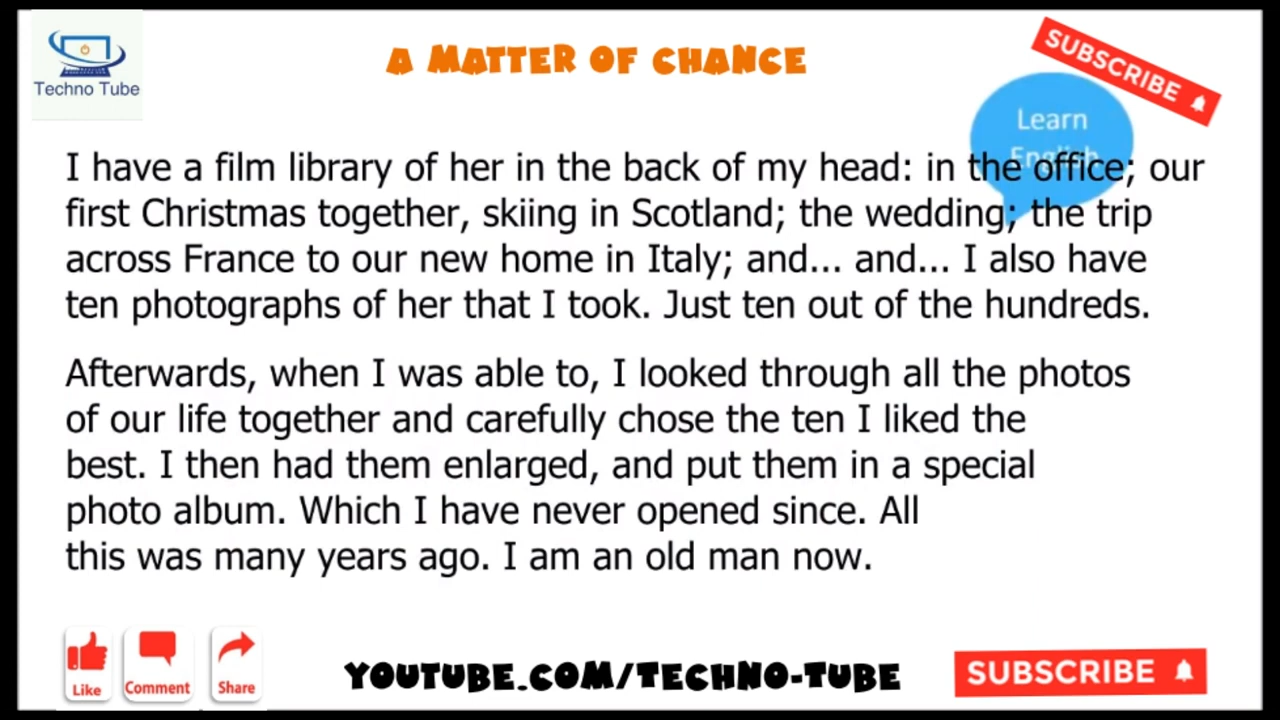 Techno Tube
A MATTER OF CHANCE
SUBSCRIBE
Learn
English
I have a film library of her in the back of my head: in the office; our
first Christmas together, skiing in Scotland; the wedding; the trip
across France to our new home in Italy; and... and... I also have
ten photographs of her that I took. Just ten out of the hundreds.
Afterwards, when I was able to, I looked through all the photos
of our life together and carefully chose the ten I liked the
best. I then had them enlarged, and put them in a special
photo album. Which I have never opened since. All
this was many years ago. I am an old man now.
Like
Comment
Share
YOUTUBE.COM/TECHNO-TUBE
SUBSCRIBE